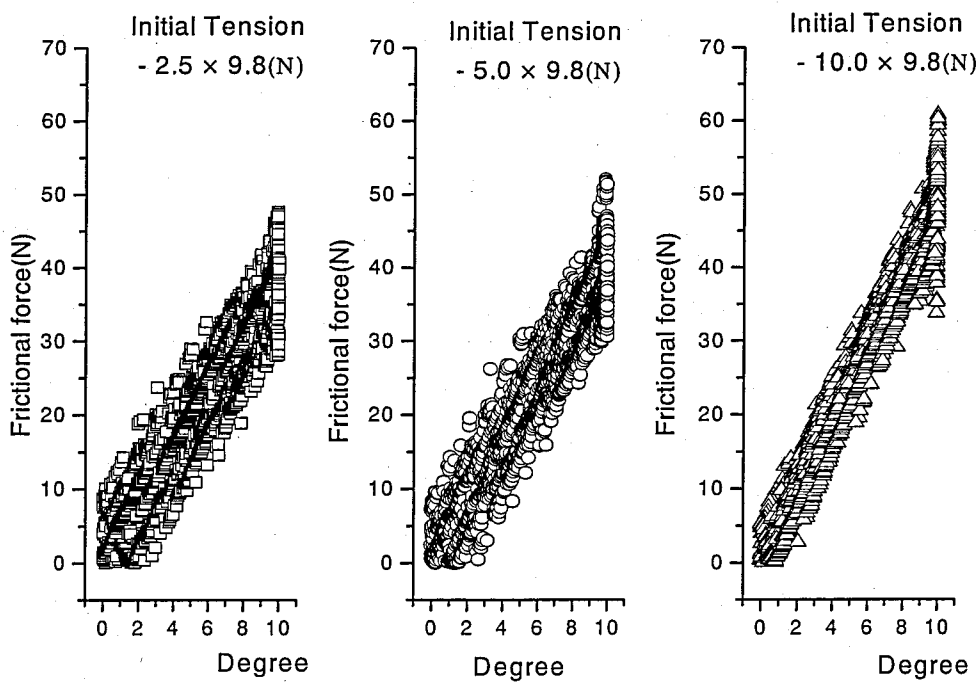 Initial Tension
- 2.5 × 9.8(N)
70
60
50
40
30
20
10
0
Frictional force(N)
0 2 4 6 8 10
Degree
Initial Tension
- 5.0 × 9.8(N)
70
60
50
40
30
20
10
0
Frictional force(N)
0 2 4 6 8 10
Degree
Initial Tension
- 10.0 × 9.8(N)
70
60
50
40
30
20
10
0
Frictional force(N)
0 2 4 6 8 10
Degree